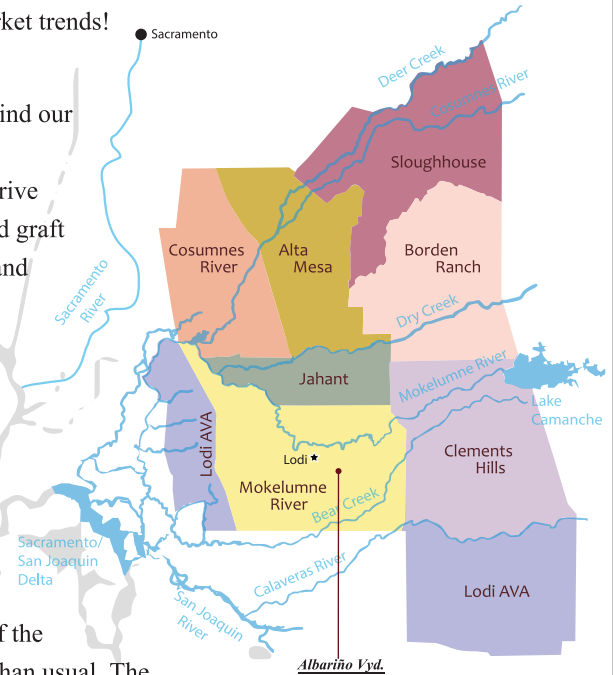 rket trends!
ind our
rive
d graft
and
f the
han usual. The
Sacramento
Deer Creek
Cosumnes River
Sloughhouse
Cosumnes
River
Alta
Mesa
Borden
Ranch
Sacramento
River
Dry Creek
Jahant
Mokelumne River
Lake
Camanche
Lodi AVA
Lodi
Mokelumne
River
Clements
Hills
Bear Creek
Sacramento/
San Joaquin
Delta
Calaveras River
San Joaquin
River
Lodi AVA
Albariño Vyd.